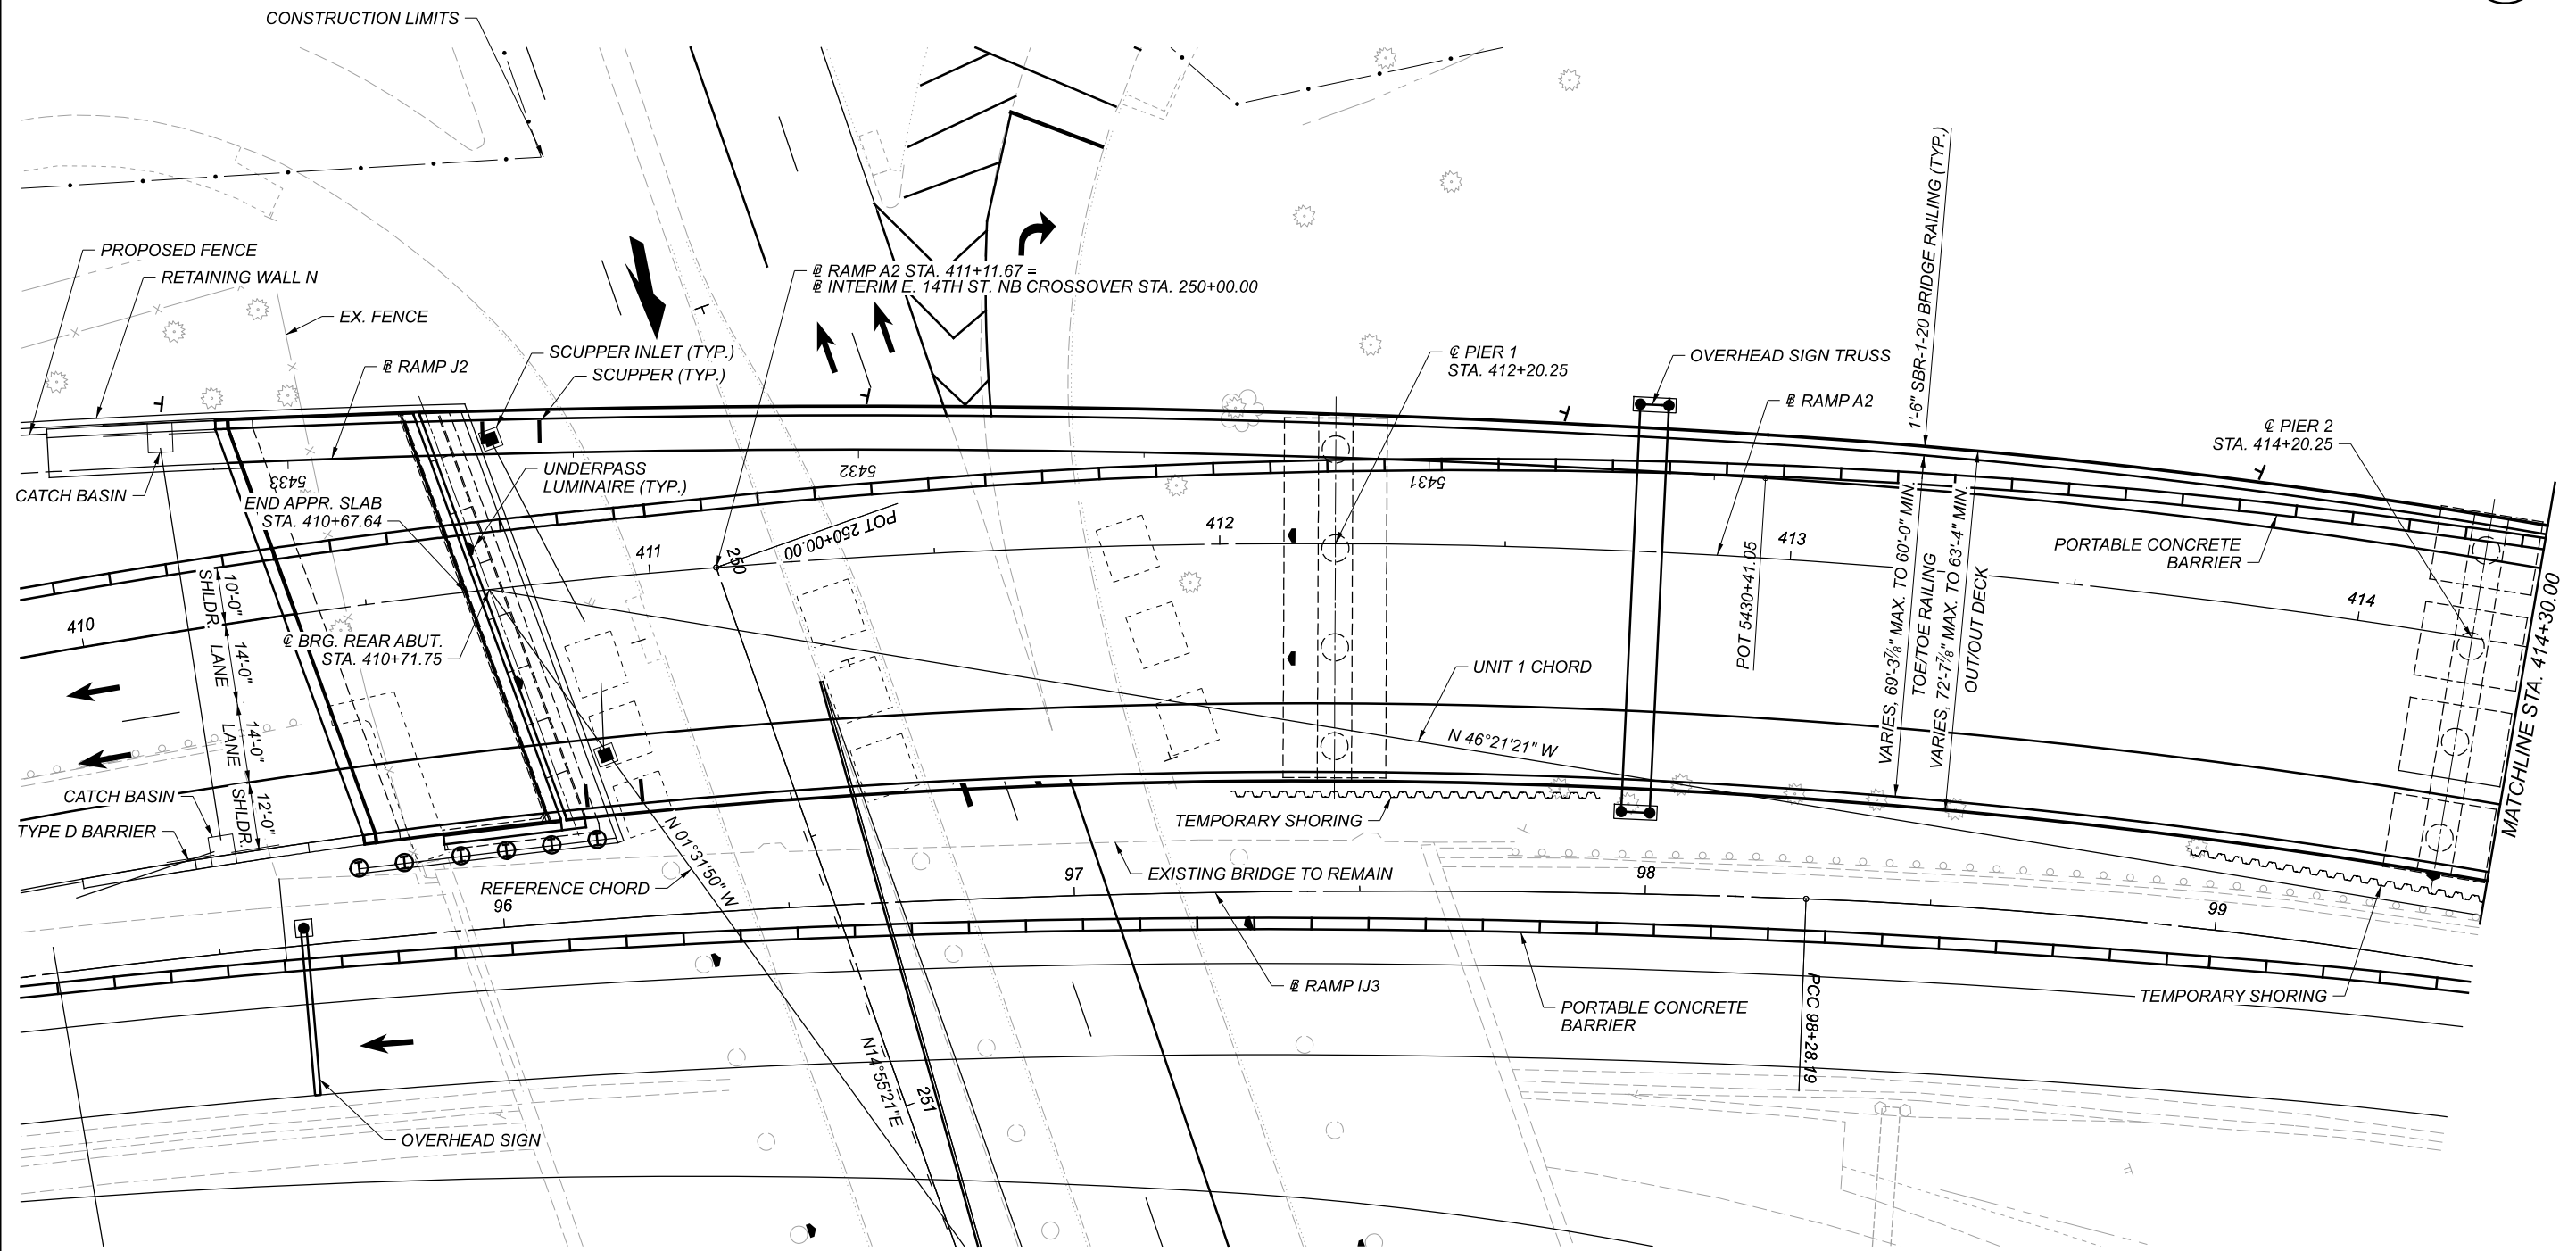 CONSTRUCTION LIMITS
PROPOSED FENCE
RETAINING WALL N
EX. FENCE
℄ RAMP J2
SCUPPER INLET (TYP.)
SCUPPER (TYP.)
UNDERPASS
LUMINAIRE (TYP.)
℄ RAMP A2 STA. 411+11.67 =
℄ INTERIM E. 14TH ST. NB CROSSOVER STA. 250+00.00
℄ PIER 1
STA. 412+20.25
OVERHEAD SIGN TRUSS
℄ RAMP A2
1'-6" SBR-1-20 BRIDGE RAILING (TYP.)
℄ PIER 2
STA. 414+20.25
CATCH BASIN
5433
5432
5431
END APPR. SLAB
STA. 410+67.64
POT 250+00.00
250
410
411
412
413
414
POT 5430+41.05
PORTABLE CONCRETE
BARRIER
VARIES, 69'-3⅞" MAX. TO 60'-0" MIN.
TOE/TOE RAILING
VARIES, 72'-7⅞" MAX. TO 63'-4" MIN.
OUT/OUT DECK
MATCHLINE STA. 414+30.00
10'-0"
SHLDR.
14'-0"
LANE
14'-0"
LANE
12'-0"
SHLDR.
℄ BRG. REAR ABUT.
STA. 410+71.75
UNIT 1 CHORD
N 46°21'21" W
CATCH BASIN
TYPE D BARRIER
TEMPORARY SHORING
N 01°31'50" W
REFERENCE CHORD
EXISTING BRIDGE TO REMAIN
96
97
98
99
℄ RAMP IJ3
PORTABLE CONCRETE
BARRIER
PCC 98+28.19
TEMPORARY SHORING
N14°55'21"E
251
OVERHEAD SIGN